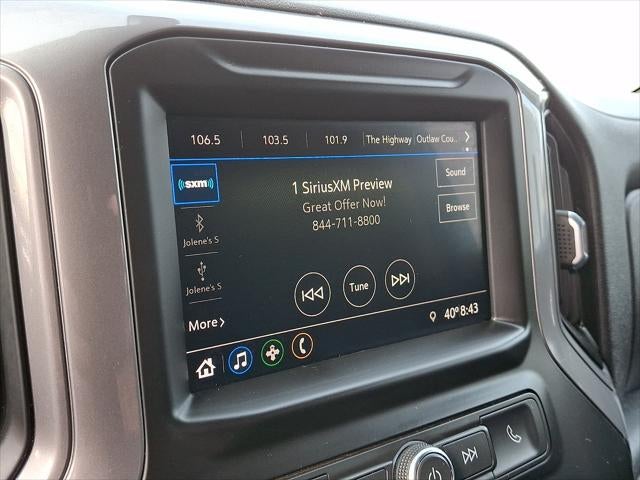 106.5 103.5 101.9 The Highway Outlaw Cou..
sxm
Sound
1 SiriusXM Preview
Great Offer Now!
Browse
844-711-8800
Jolene's S
Jolene's S
Tune
More
40° 8:43